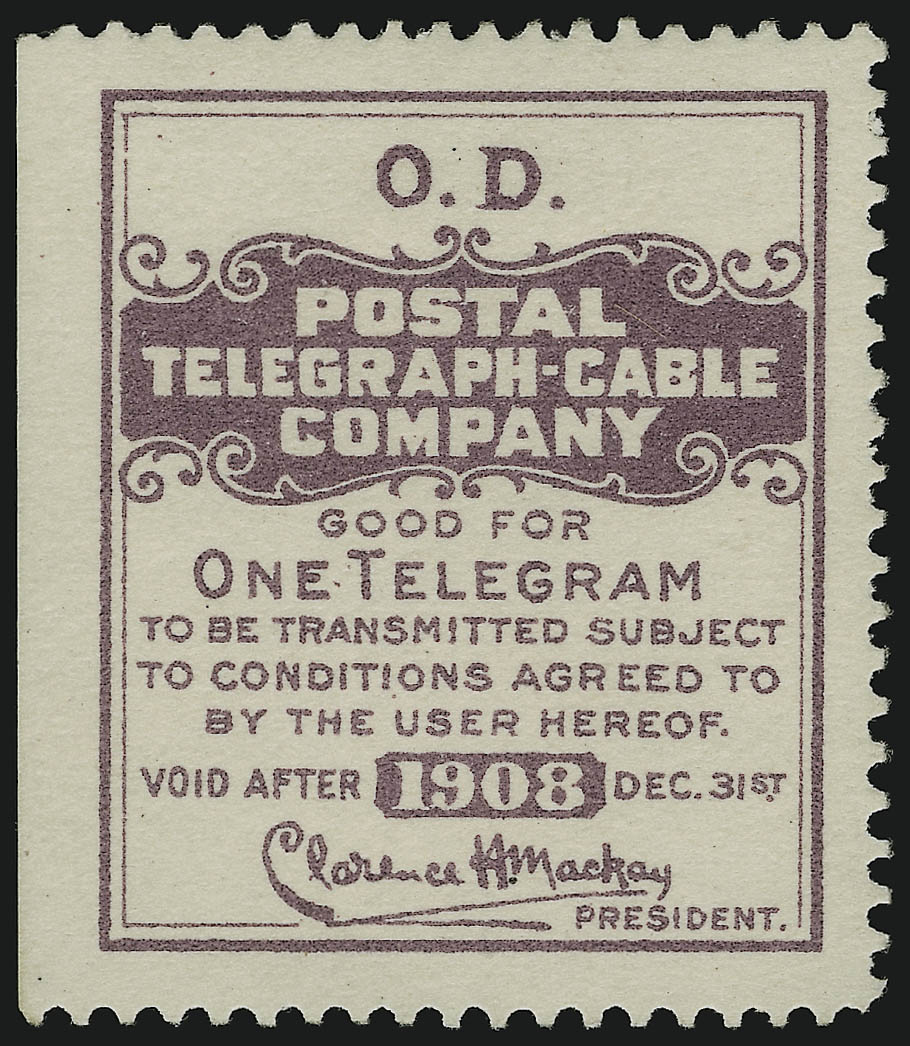 O. D.
POSTAL
TELEGRAPH-CABLE
COMPANY
GOOD FOR
ONE TELEGRAM
TO BE TRANSMITTED SUBJECT
TO CONDITIONS AGREED TO
BY THE USER HEREOF.
VOID AFTER 1908 DEC. 31ST
Clarence H. Mackay
PRESIDENT.